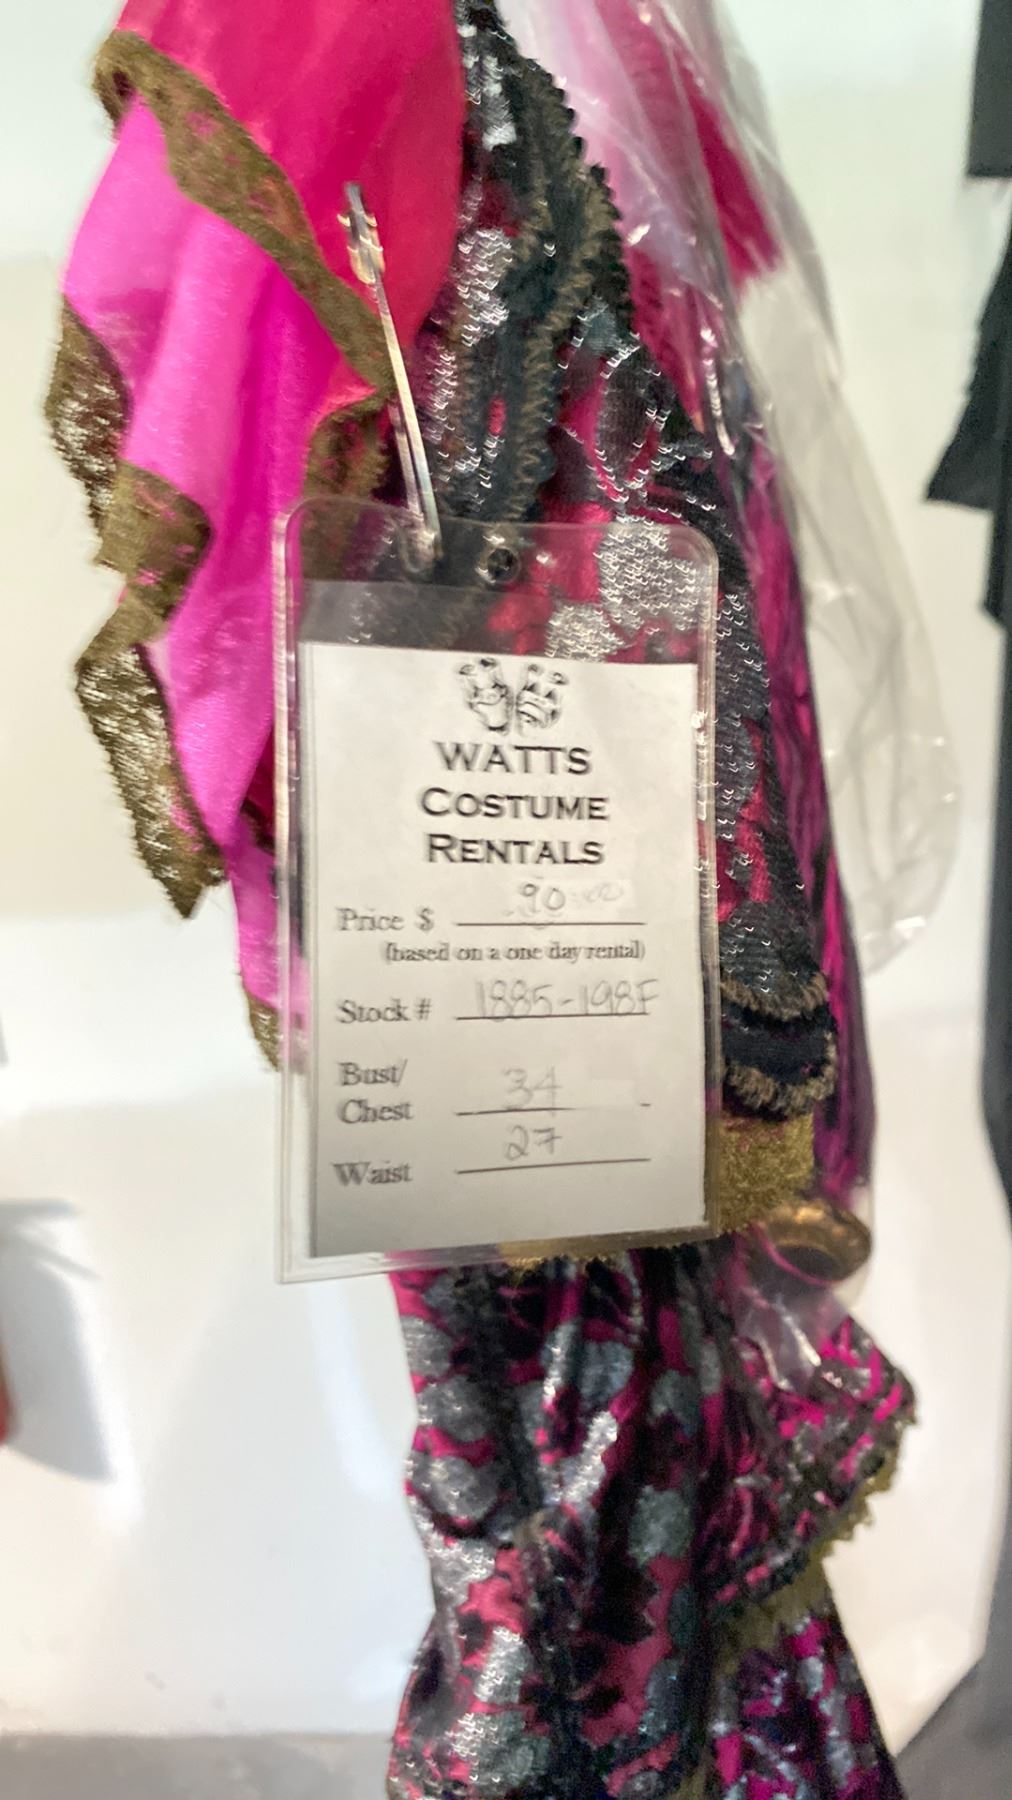 WATTS
COSTUME
RENTALS
Price $ 90.00
(based on a one day rental)
Stock # 1885-198F
Bust/
Chest 34
Waist 27